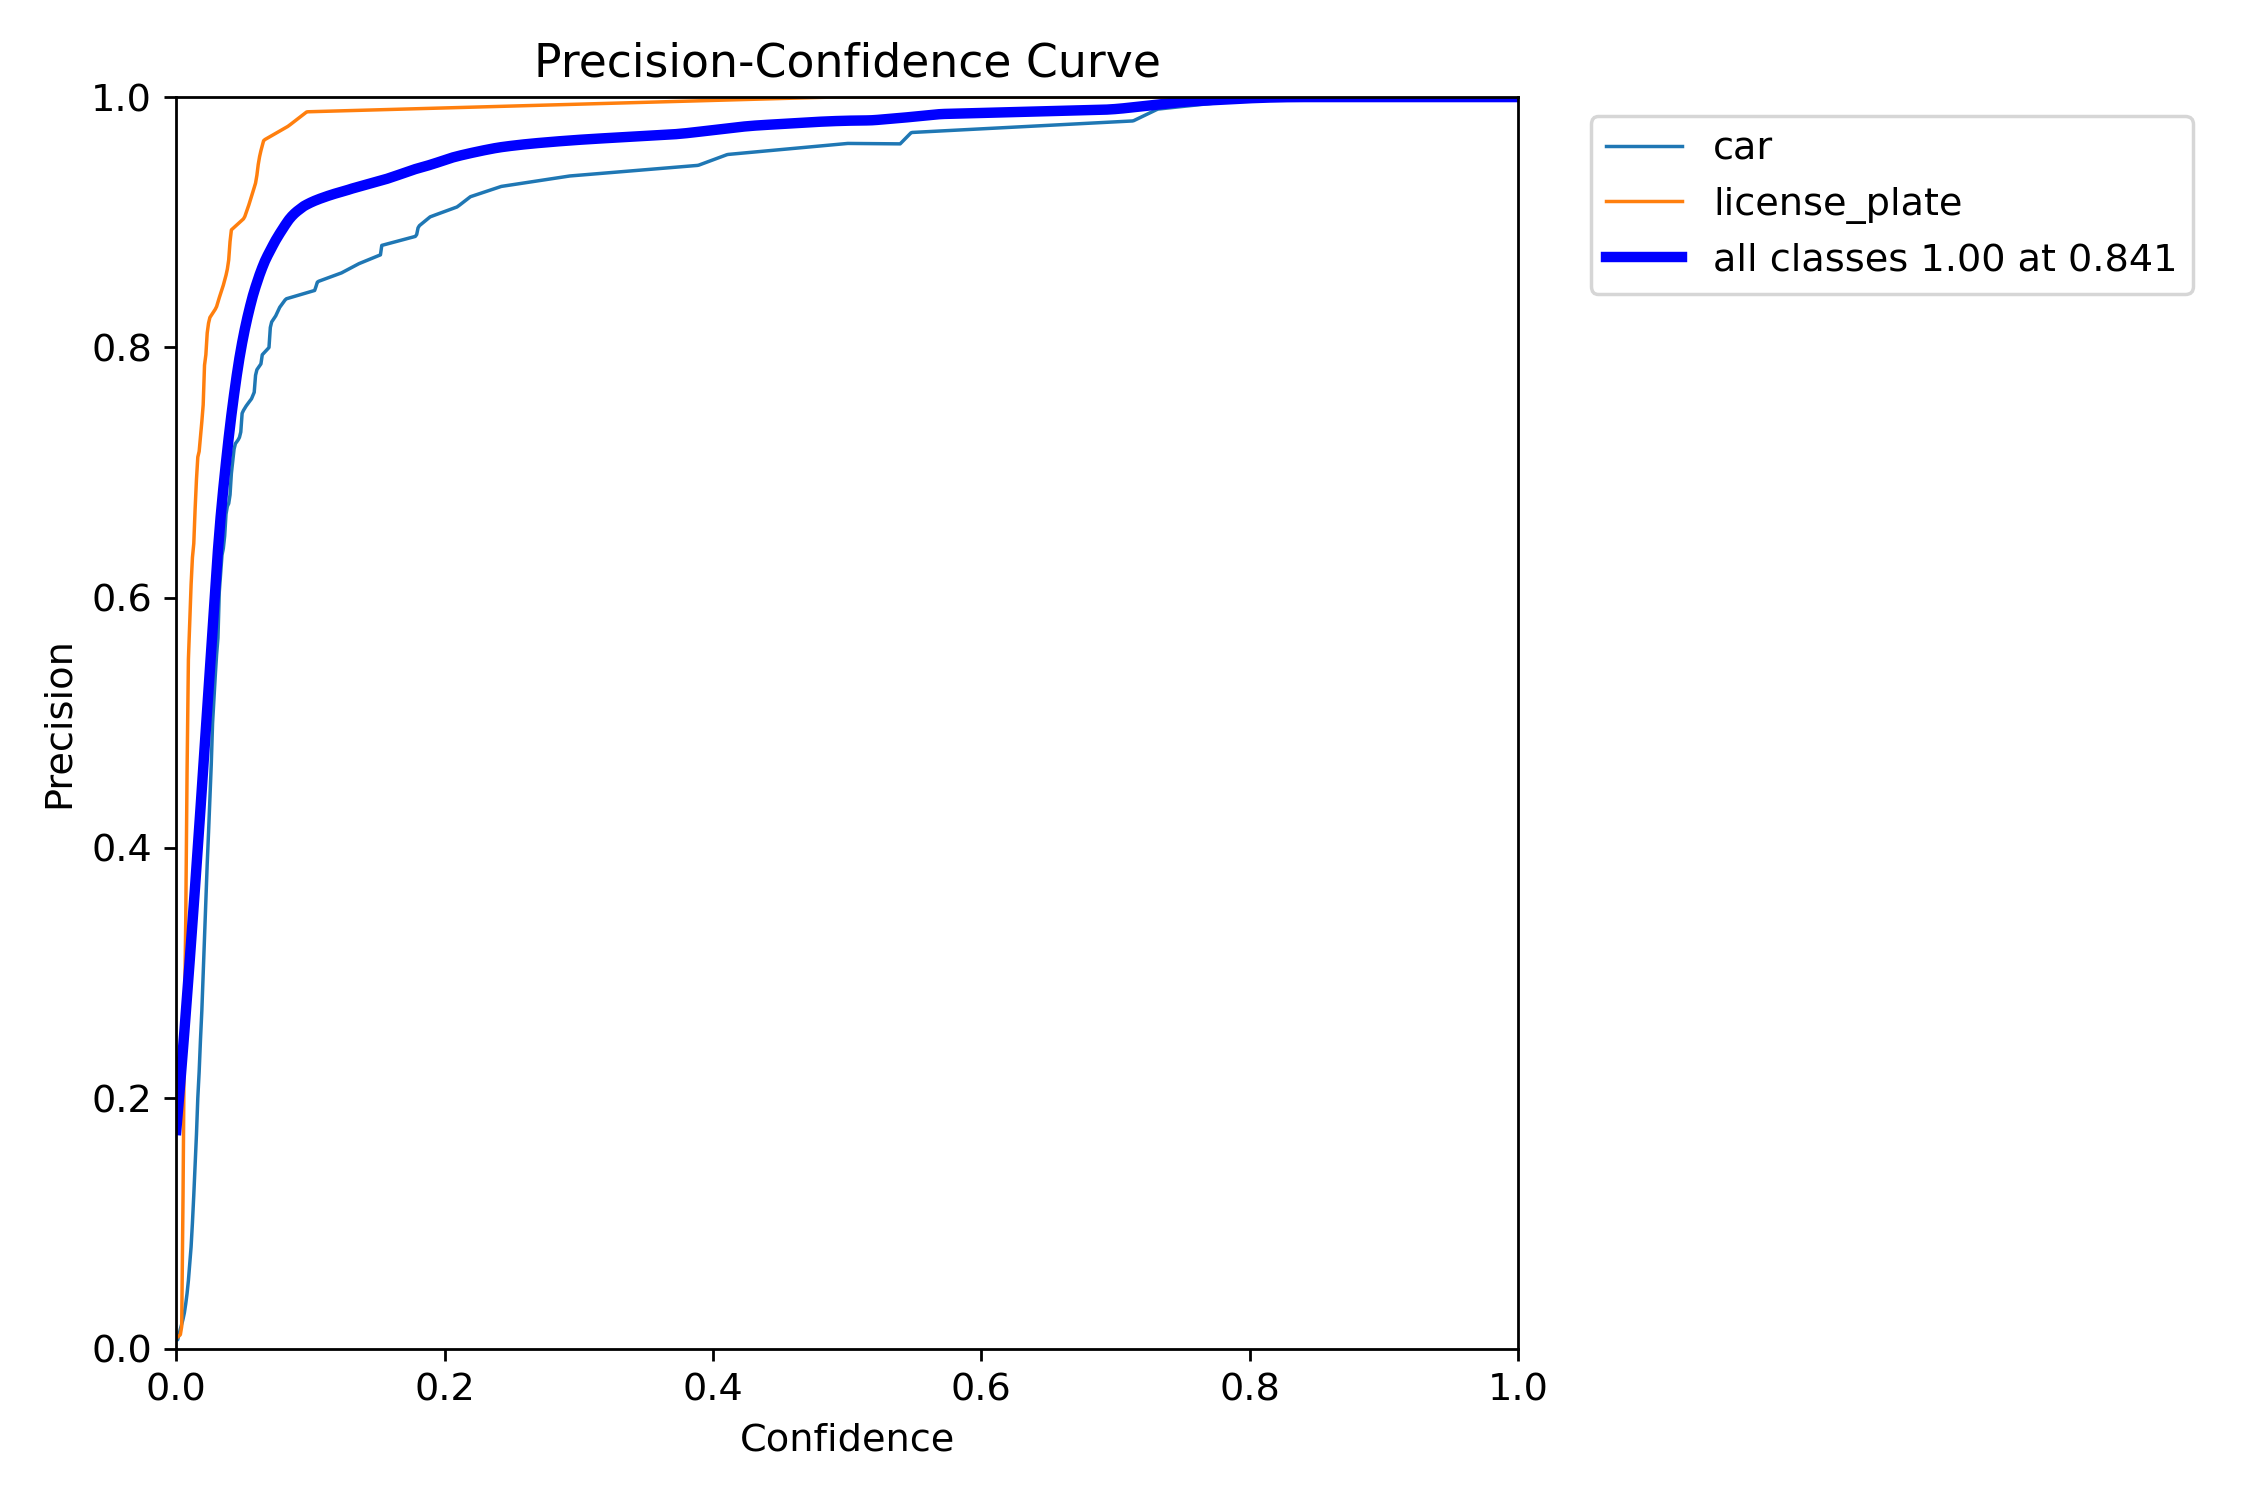 Precision-Confidence Curve
1.0
0.8
0.6
0.4
0.2
0.0
Precision
0.0 0.2 0.4 0.6 0.8 1.0
Confidence
car
license_plate
all classes 1.00 at 0.841